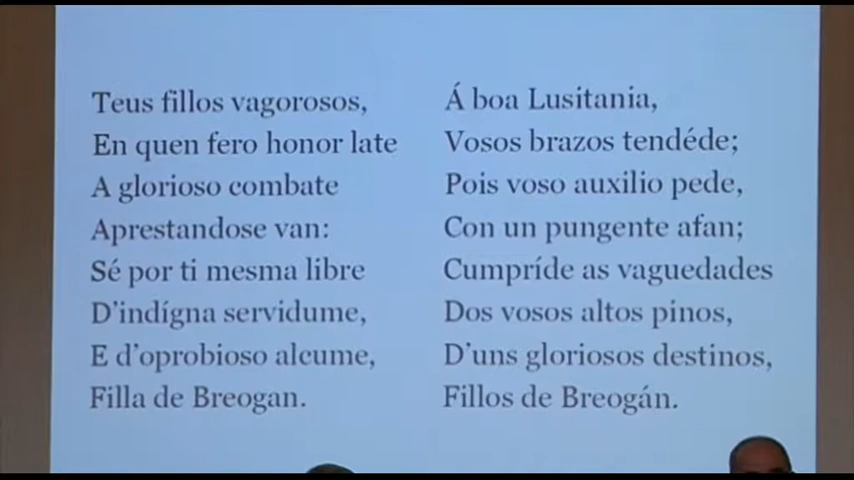 Teus fillos vagorosos,
En quen fero honor late
A glorioso combate
Aprestandose van:
Sé por ti mesma libre
D'indígna servidume,
E d'oprobioso alcume,
Filla de Breogan.
Á boa Lusitania,
Vosos brazos tendéde;
Pois voso auxilio pede,
Con un pungente afan;
Cumpríde as vaguedades
Dos vosos altos pinos,
D'uns gloriosos destinos,
Fillos de Breogán.